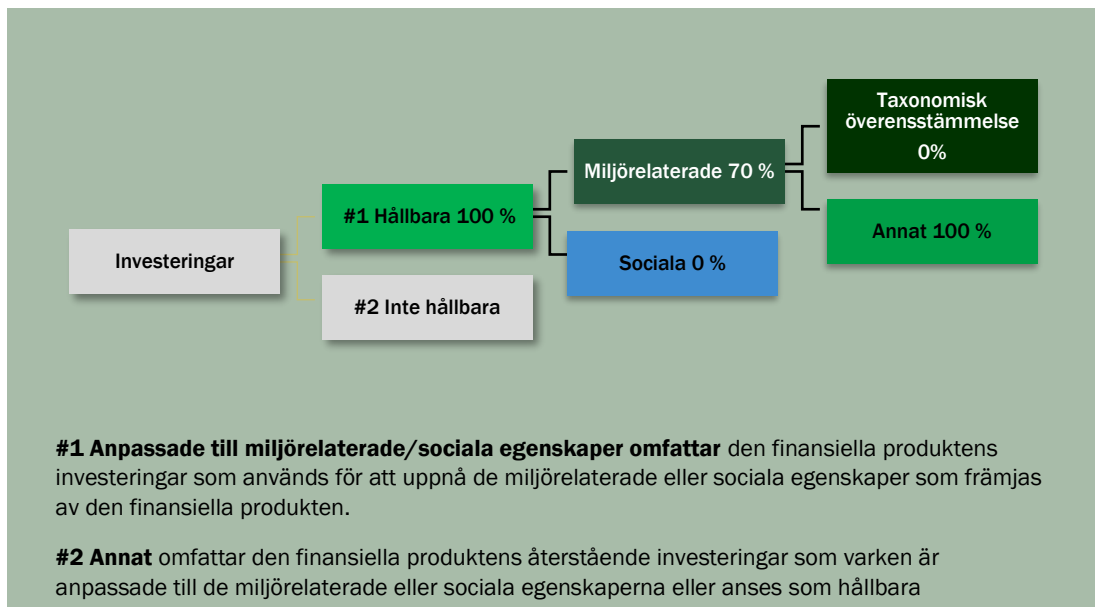 Taxonomisk
överensstämmelse
0%
Miljörelaterade 70 %
#1 Hållbara 100 %
Annat 100 %
Investeringar
Sociala 0 %
#2 Inte hållbara
#1 Anpassade till miljörelaterade/sociala egenskaper omfattar den finansiella produktens
investeringar som används för att uppnå de miljörelaterade eller sociala egenskaper som främjas
av den finansiella produkten.
#2 Annat omfattar den finansiella produktens återstående investeringar som varken är
anpassade till de miljörelaterade eller sociala egenskaperna eller anses som hållbara